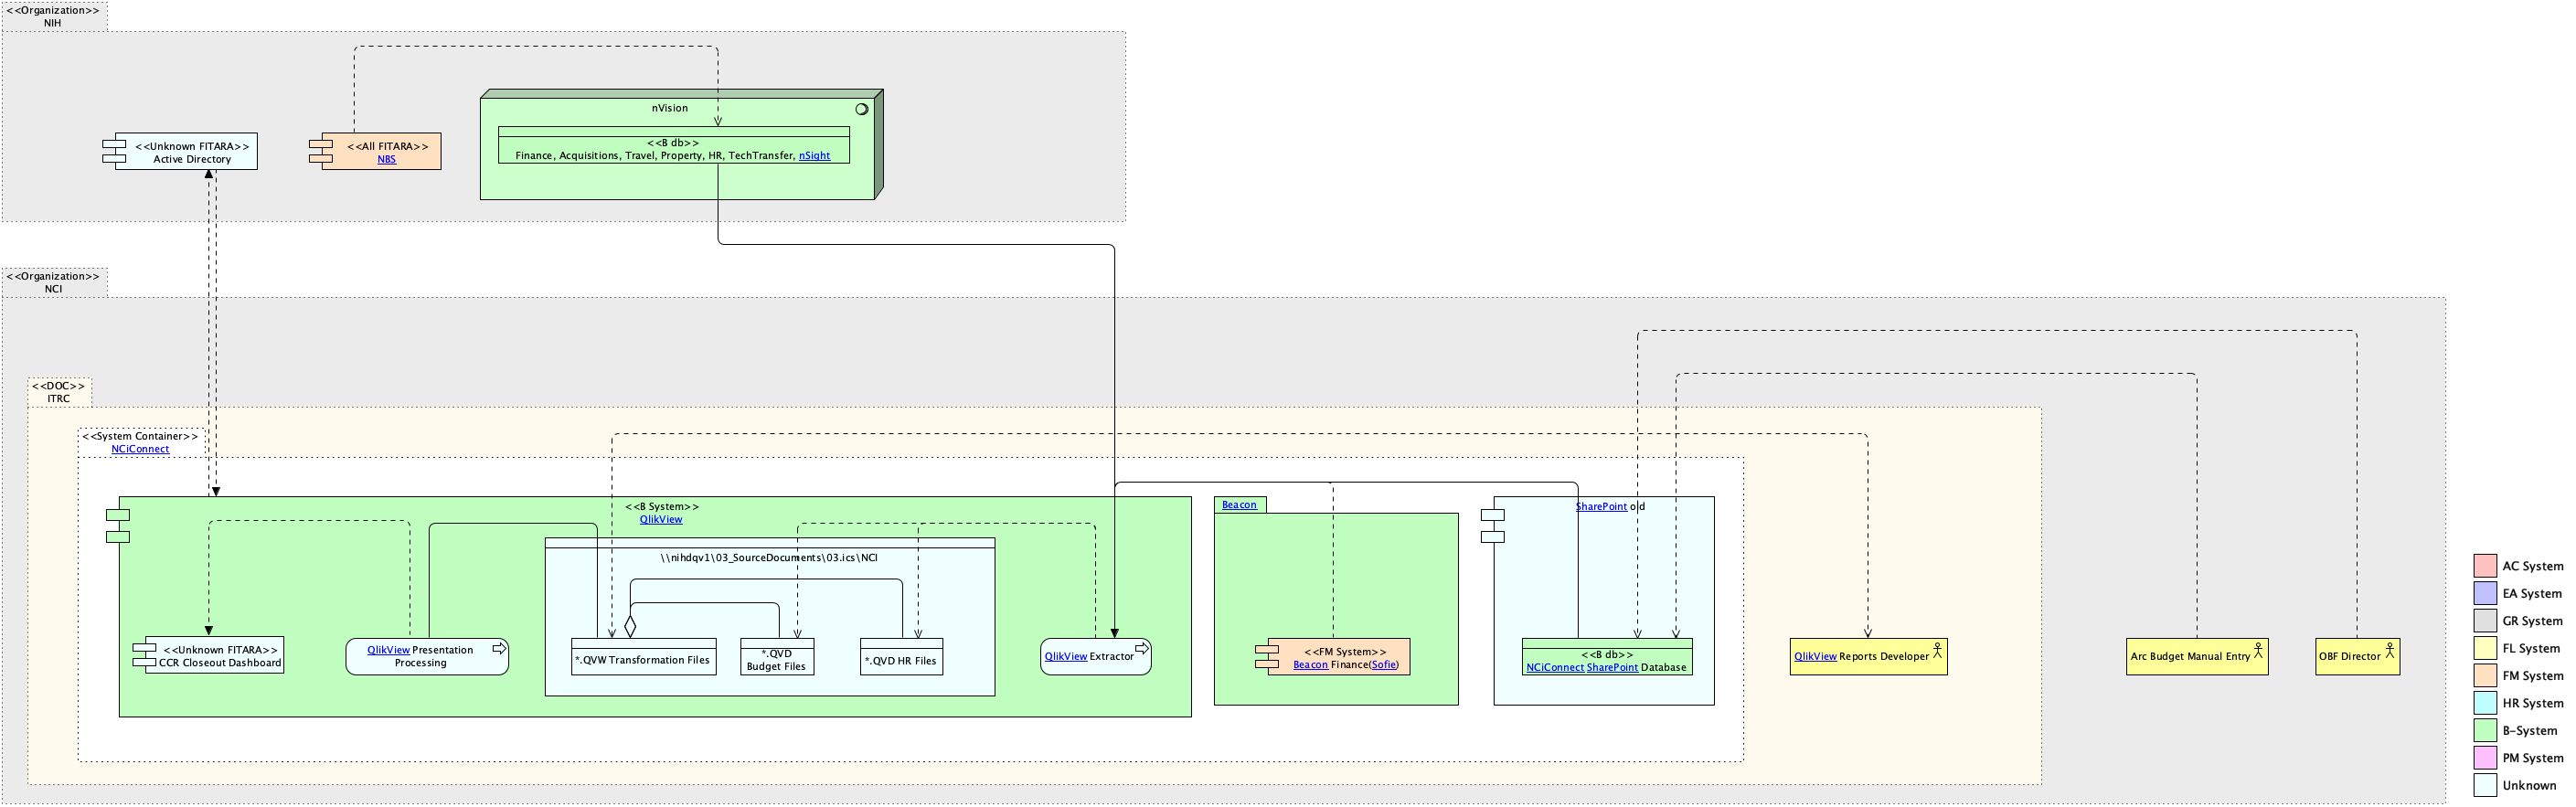 <<Organization>>
NIH
nVision
<<B db>>
Finance, Acquisitions, Travel, Property, HR, TechTransfer, nSight
<<Unknown FITARA>>
Active Directory
<<All FITARA>>
NBS
<<Organization>>
NCI
<<DOC>>
ITRC
<<System Container>>
NCiConnect
<<B System>>
QlikView
\\nihdqv1\03_SourceDocuments\03.ics\NCI
<<Unknown FITARA>>
CCR Closeout Dashboard
QlikView Presentation
Processing
*.QVW Transformation Files
*.QVD
Budget Files
*.QVD HR Files
QlikView Extractor
Beacon
<<FM System>>
Beacon Finance(Sofie)
SharePoint old
<<B db>>
NCiConnect SharePoint Database
QlikView Reports Developer
Arc Budget Manual Entry
OBF Director
AC System
EA System
GR System
FL System
FM System
HR System
B-System
PM System
Unknown